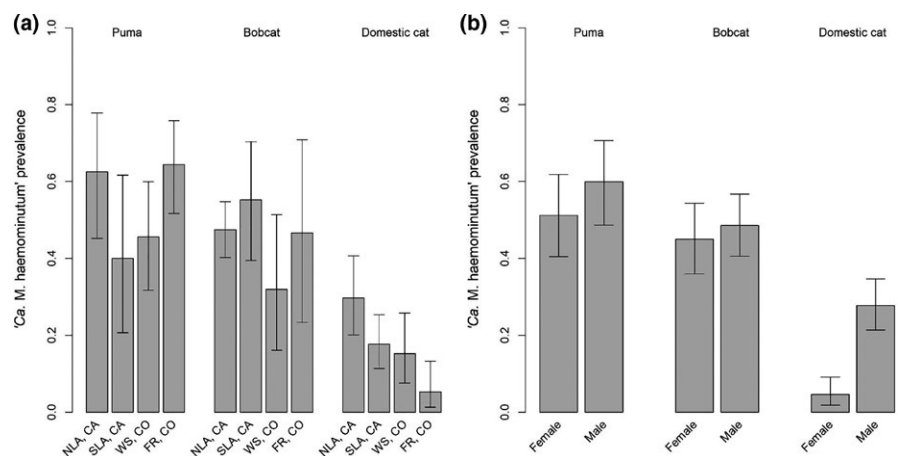 (a)
Puma
Bobcat
Domestic cat
'Ca. M. haemominutum' prevalence
1.0
0.8
0.6
0.4
0.2
0.0
NLA, CA
SLA, CA
WS, CO
FR, CO
NLA, CA
SLA, CA
WS, CO
FR, CO
NLA, CA
SLA, CA
WS, CO
FR, CO
(b)
Puma
Bobcat
Domestic cat
'Ca. M. haemominutum' prevalence
1.0
0.8
0.6
0.4
0.2
0.0
Female
Male
Female
Male
Female
Male